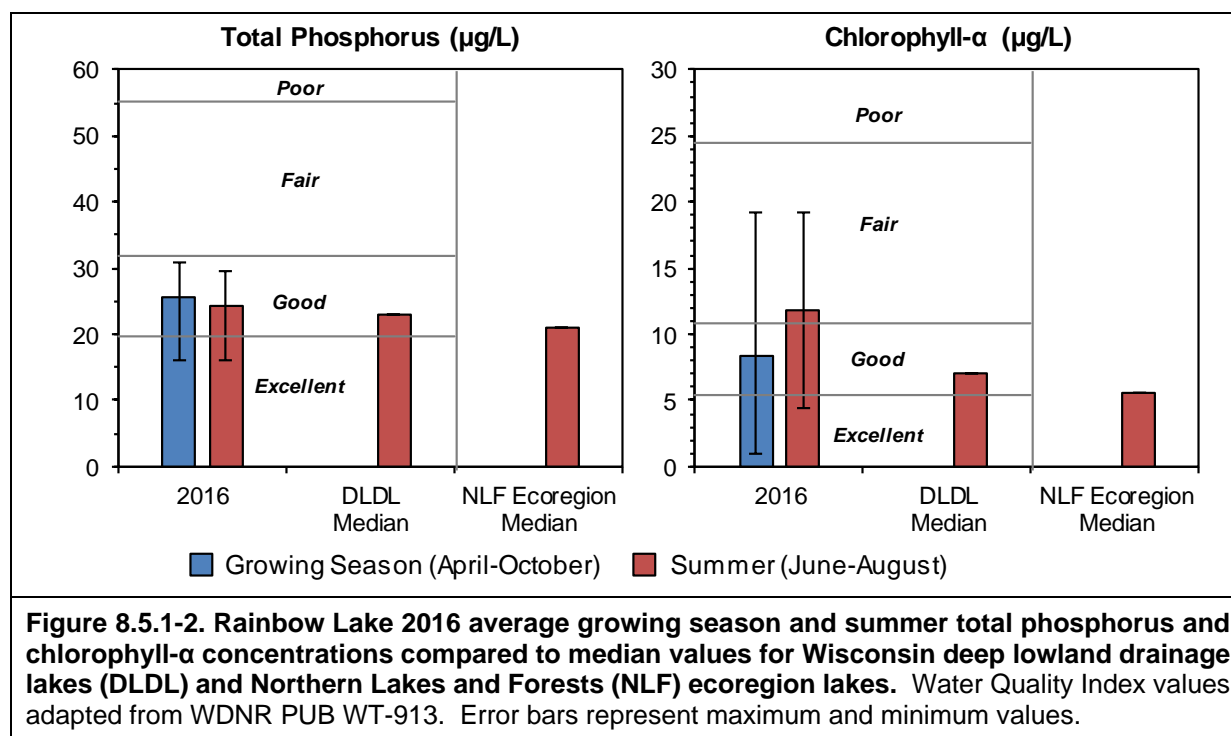 Total Phosphorus (µg/L)
60
50
40
30
20
10
0
Poor
Fair
Good
Excellent
2016
DLDL
Median
NLF Ecoregion
Median
Chlorophyll-α (µg/L)
30
25
20
15
10
5
0
Poor
Fair
Good
Excellent
2016
DLDL
Median
NLF Ecoregion
Median
Growing Season (April-October)
Summer (June-August)
Figure 8.5.1-2. Rainbow Lake 2016 average growing season and summer total phosphorus and
chlorophyll-α concentrations compared to median values for Wisconsin deep lowland drainage
lakes (DLDL) and Northern Lakes and Forests (NLF) ecoregion lakes. Water Quality Index values
adapted from WDNR PUB WT-913. Error bars represent maximum and minimum values.